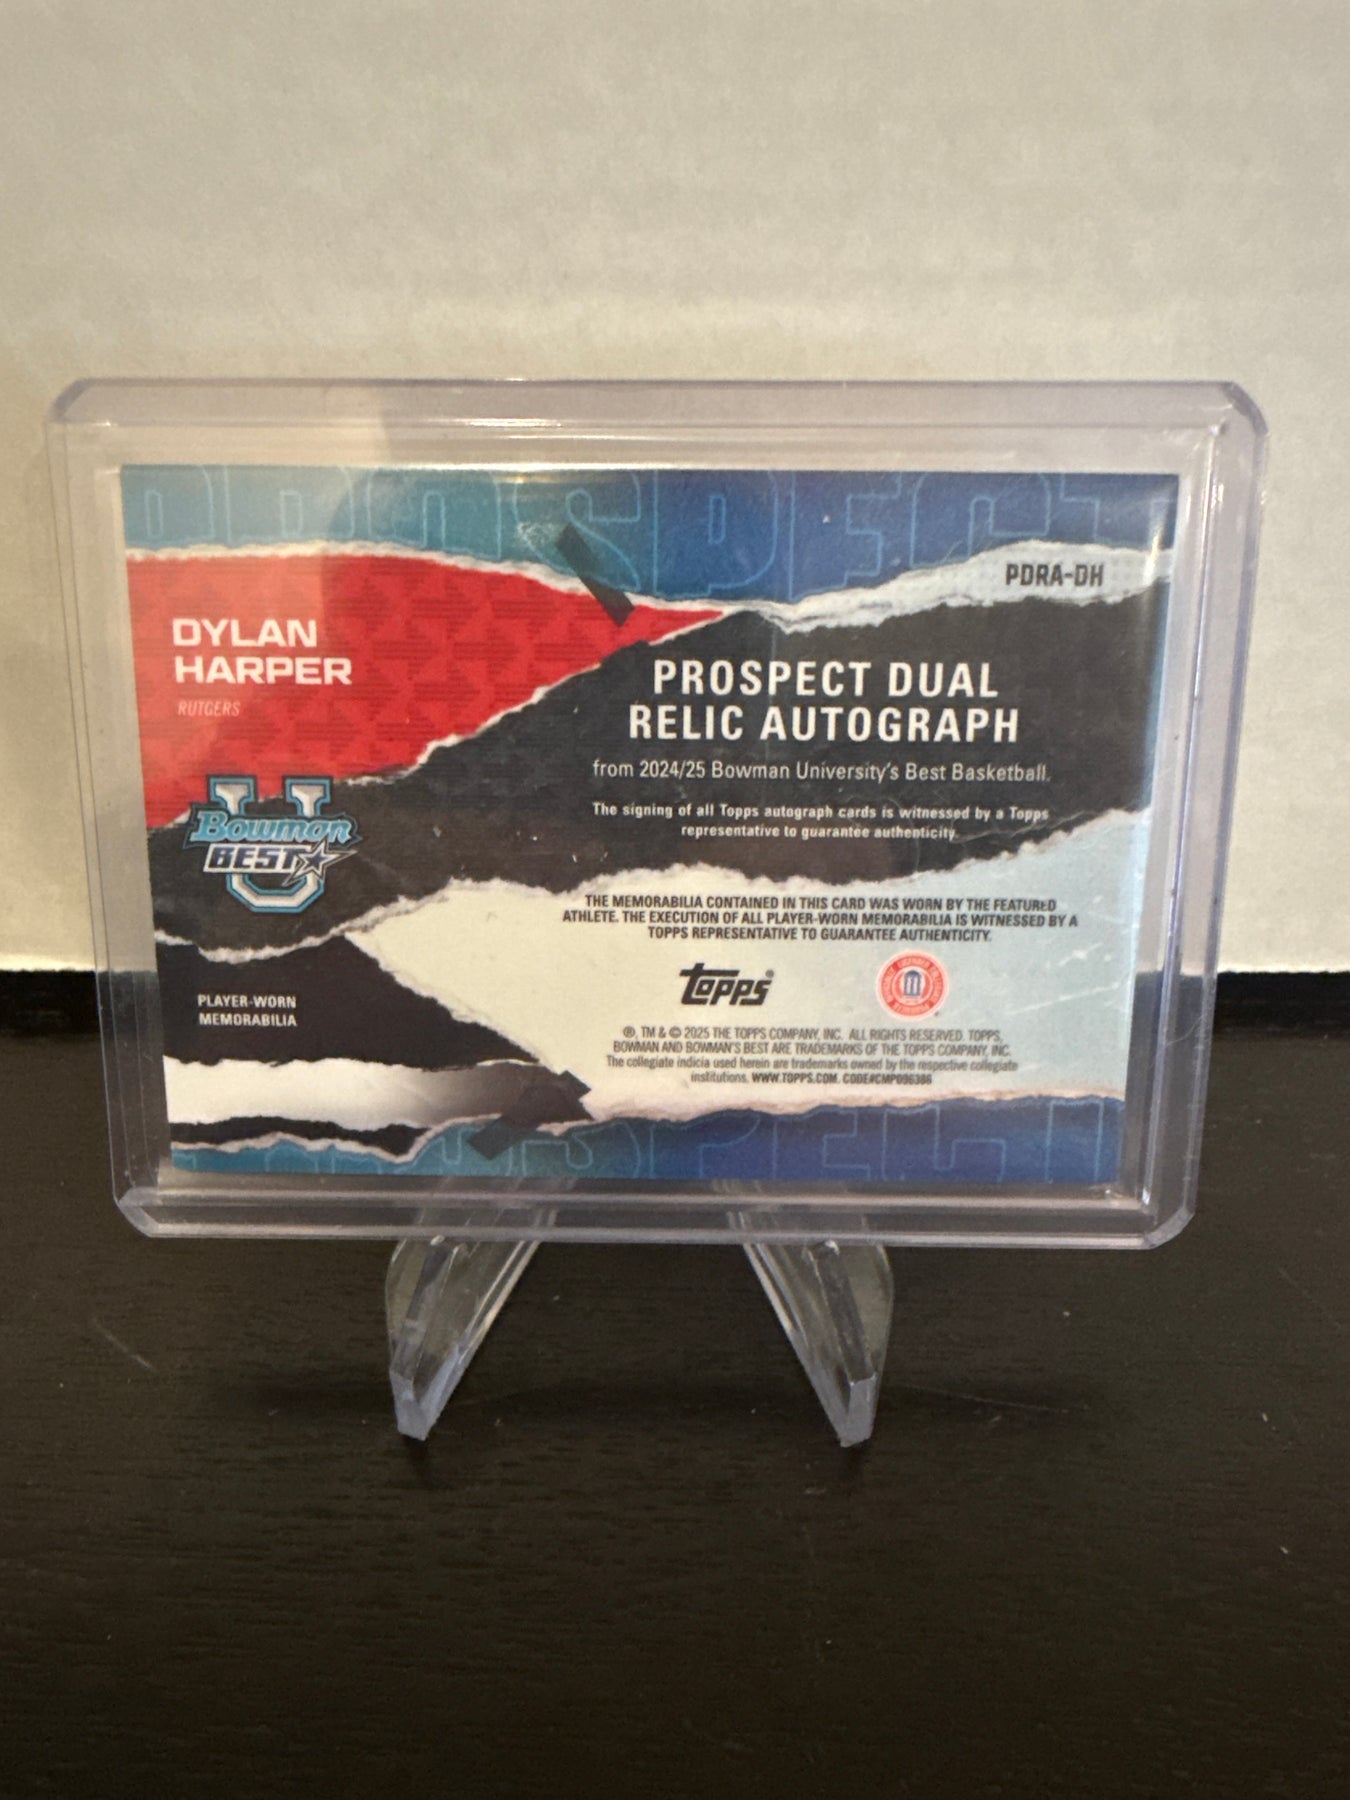 PROSPECT
PDRA-DH
DYLAN
HARPER
RUTGERS
PROSPECT DUAL
RELIC AUTOGRAPH
from 2024/25 Bowman University's Best Basketball.
The signing of all Topps autograph cards is witnessed by a Topps
representative to guarantee authenticity.
U
Bowman
BEST
THE MEMORABILIA CONTAINED IN THIS CARD WAS WORN BY THE FEATURED
ATHLETE. THE EXECUTION OF ALL PLAYER-WORN MEMORABILIA IS WITNESSED BY A
TOPPS REPRESENTATIVE TO GUARANTEE AUTHENTICITY.
PLAYER-WORN
MEMORABILIA
topps®
®, TM & © 2025 THE TOPPS COMPANY, INC. ALL RIGHTS RESERVED. TOPPS,
BOWMAN AND BOWMAN'S BEST ARE TRADEMARKS OF THE TOPPS COMPANY, INC.
The collegiate indicia used herein are trademarks owned by the respective collegiate
institutions. WWW.TOPPS.COM. CODE#CMP096386